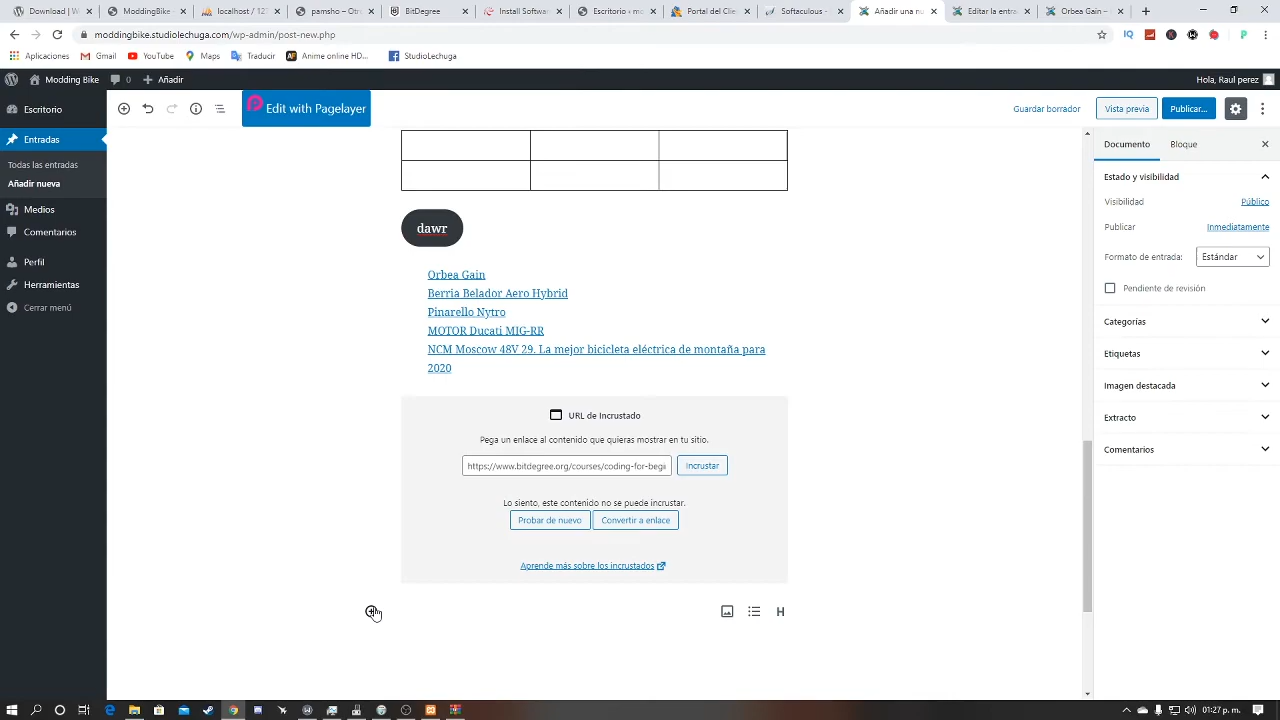 Download | W
ModdingBike
localhost / 12
pamsho – Otro
BitDegree
Install Softwar
Escritorio ‹ mo
Portal del Clie
Softaculous -
Añadir una nu
Editar la entra
Orbea Gain –
moddingbike.studiolechuga.com/wp-admin/post-new.php
Aplicaciones
Gmail
YouTube
Maps
Traducir
Anime online HD...
StudioLechuga
Modding Bike
0
Añadir
Hola, Raul perez
Escritorio
Entradas
Todas las entradas
Añadir nueva
Medios
Comentarios
Perfil
Herramientas
Cerrar menú
Edit with Pagelayer
Guardar borrador
Vista previa
Publicar...
dawr
Orbea Gain
Berria Belador Aero Hybrid
Pinarello Nytro
MOTOR Ducati MIG-RR
NCM Moscow 48V 29. La mejor bicicleta eléctrica de montaña para
2020
URL de Incrustado
Pega un enlace al contenido que quieras mostrar en tu sitio.
https://www.bitdegree.org/courses/coding-for-begi
Incrustar
Lo siento, este contenido no se puede incrustar.
Probar de nuevo
Convertir a enlace
Aprende más sobre los incrustados
H
Documento
Bloque
Estado y visibilidad
Visibilidad
Público
Publicar
Inmediatamente
Formato de entrada:
Estándar
Pendiente de revisión
Categorías
Etiquetas
Imagen destacada
Extracto
Comentarios
01:27 p.m.